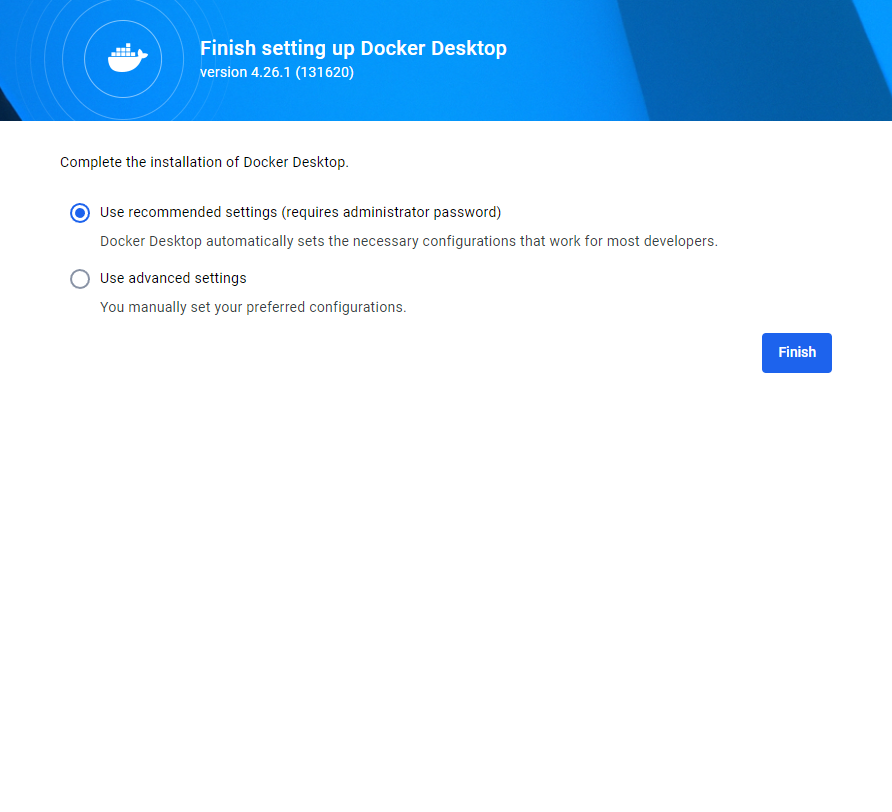 Finish setting up Docker Desktop
version 4.26.1 (131620)
Complete the installation of Docker Desktop.
Use recommended settings (requires administrator password)
Docker Desktop automatically sets the necessary configurations that work for most developers.
Use advanced settings
You manually set your preferred configurations.
Finish